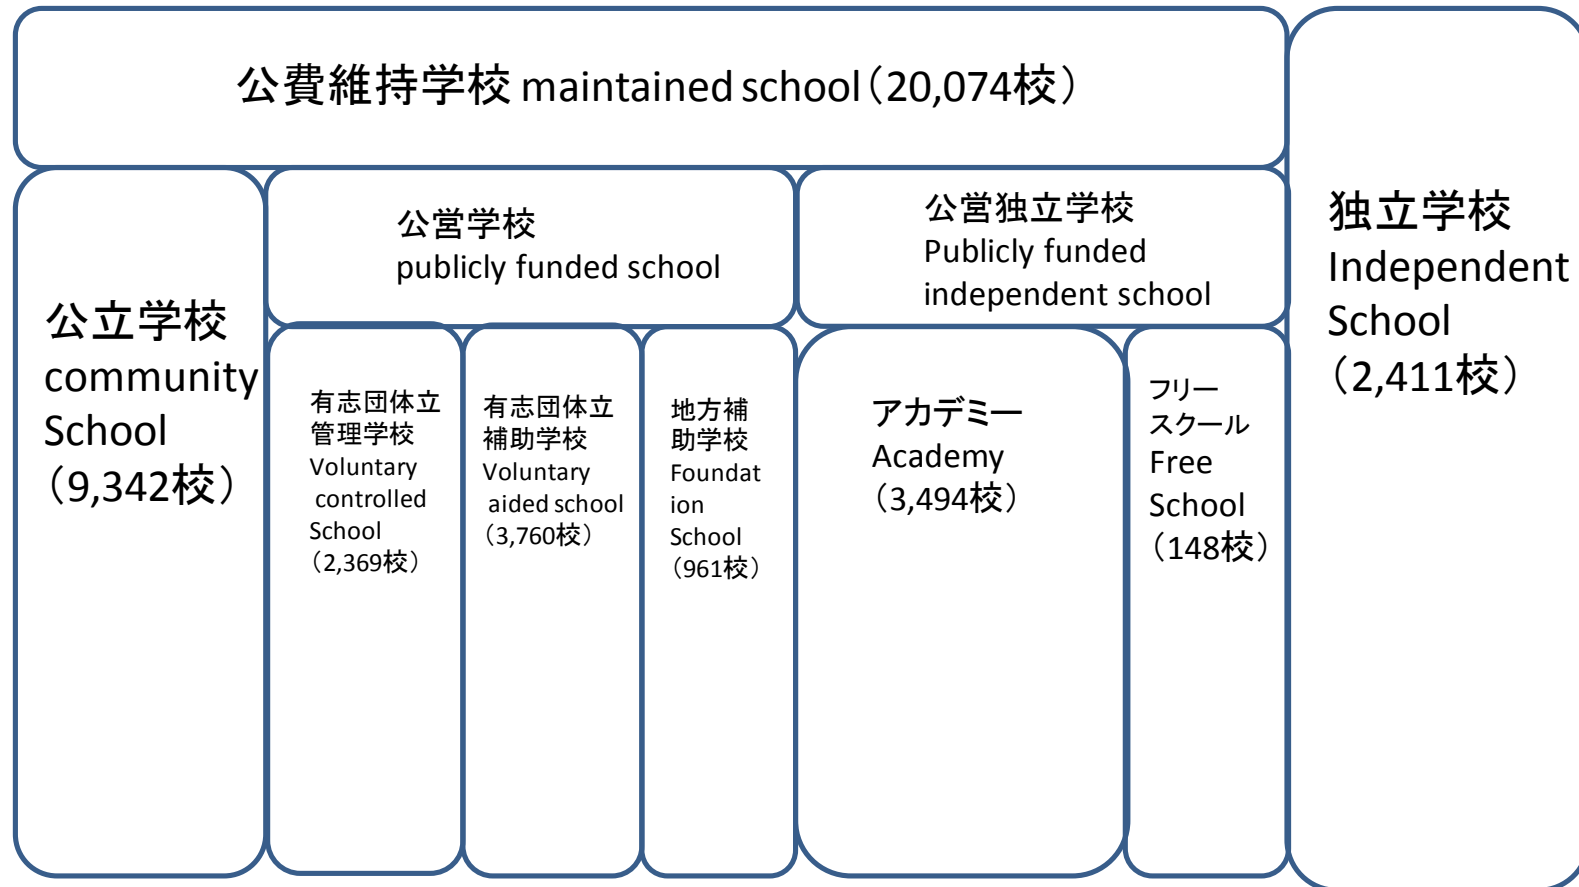 公費維持学校 maintained school（20,074校）
公立学校
community
School
（9,342校）
公営学校
publicly funded school
有志団体立
管理学校
Voluntary
controlled
School
（2,369校）
有志団体立
補助学校
Voluntary
aided school
（3,760校）
地方補
助学校
Foundat
ion
School
（961校）
公営独立学校
Publicly funded
independent school
アカデミー
Academy
（3,494校）
フリー
スクール
Free
School
（148校）
独立学校
Independent
School
（2,411校）